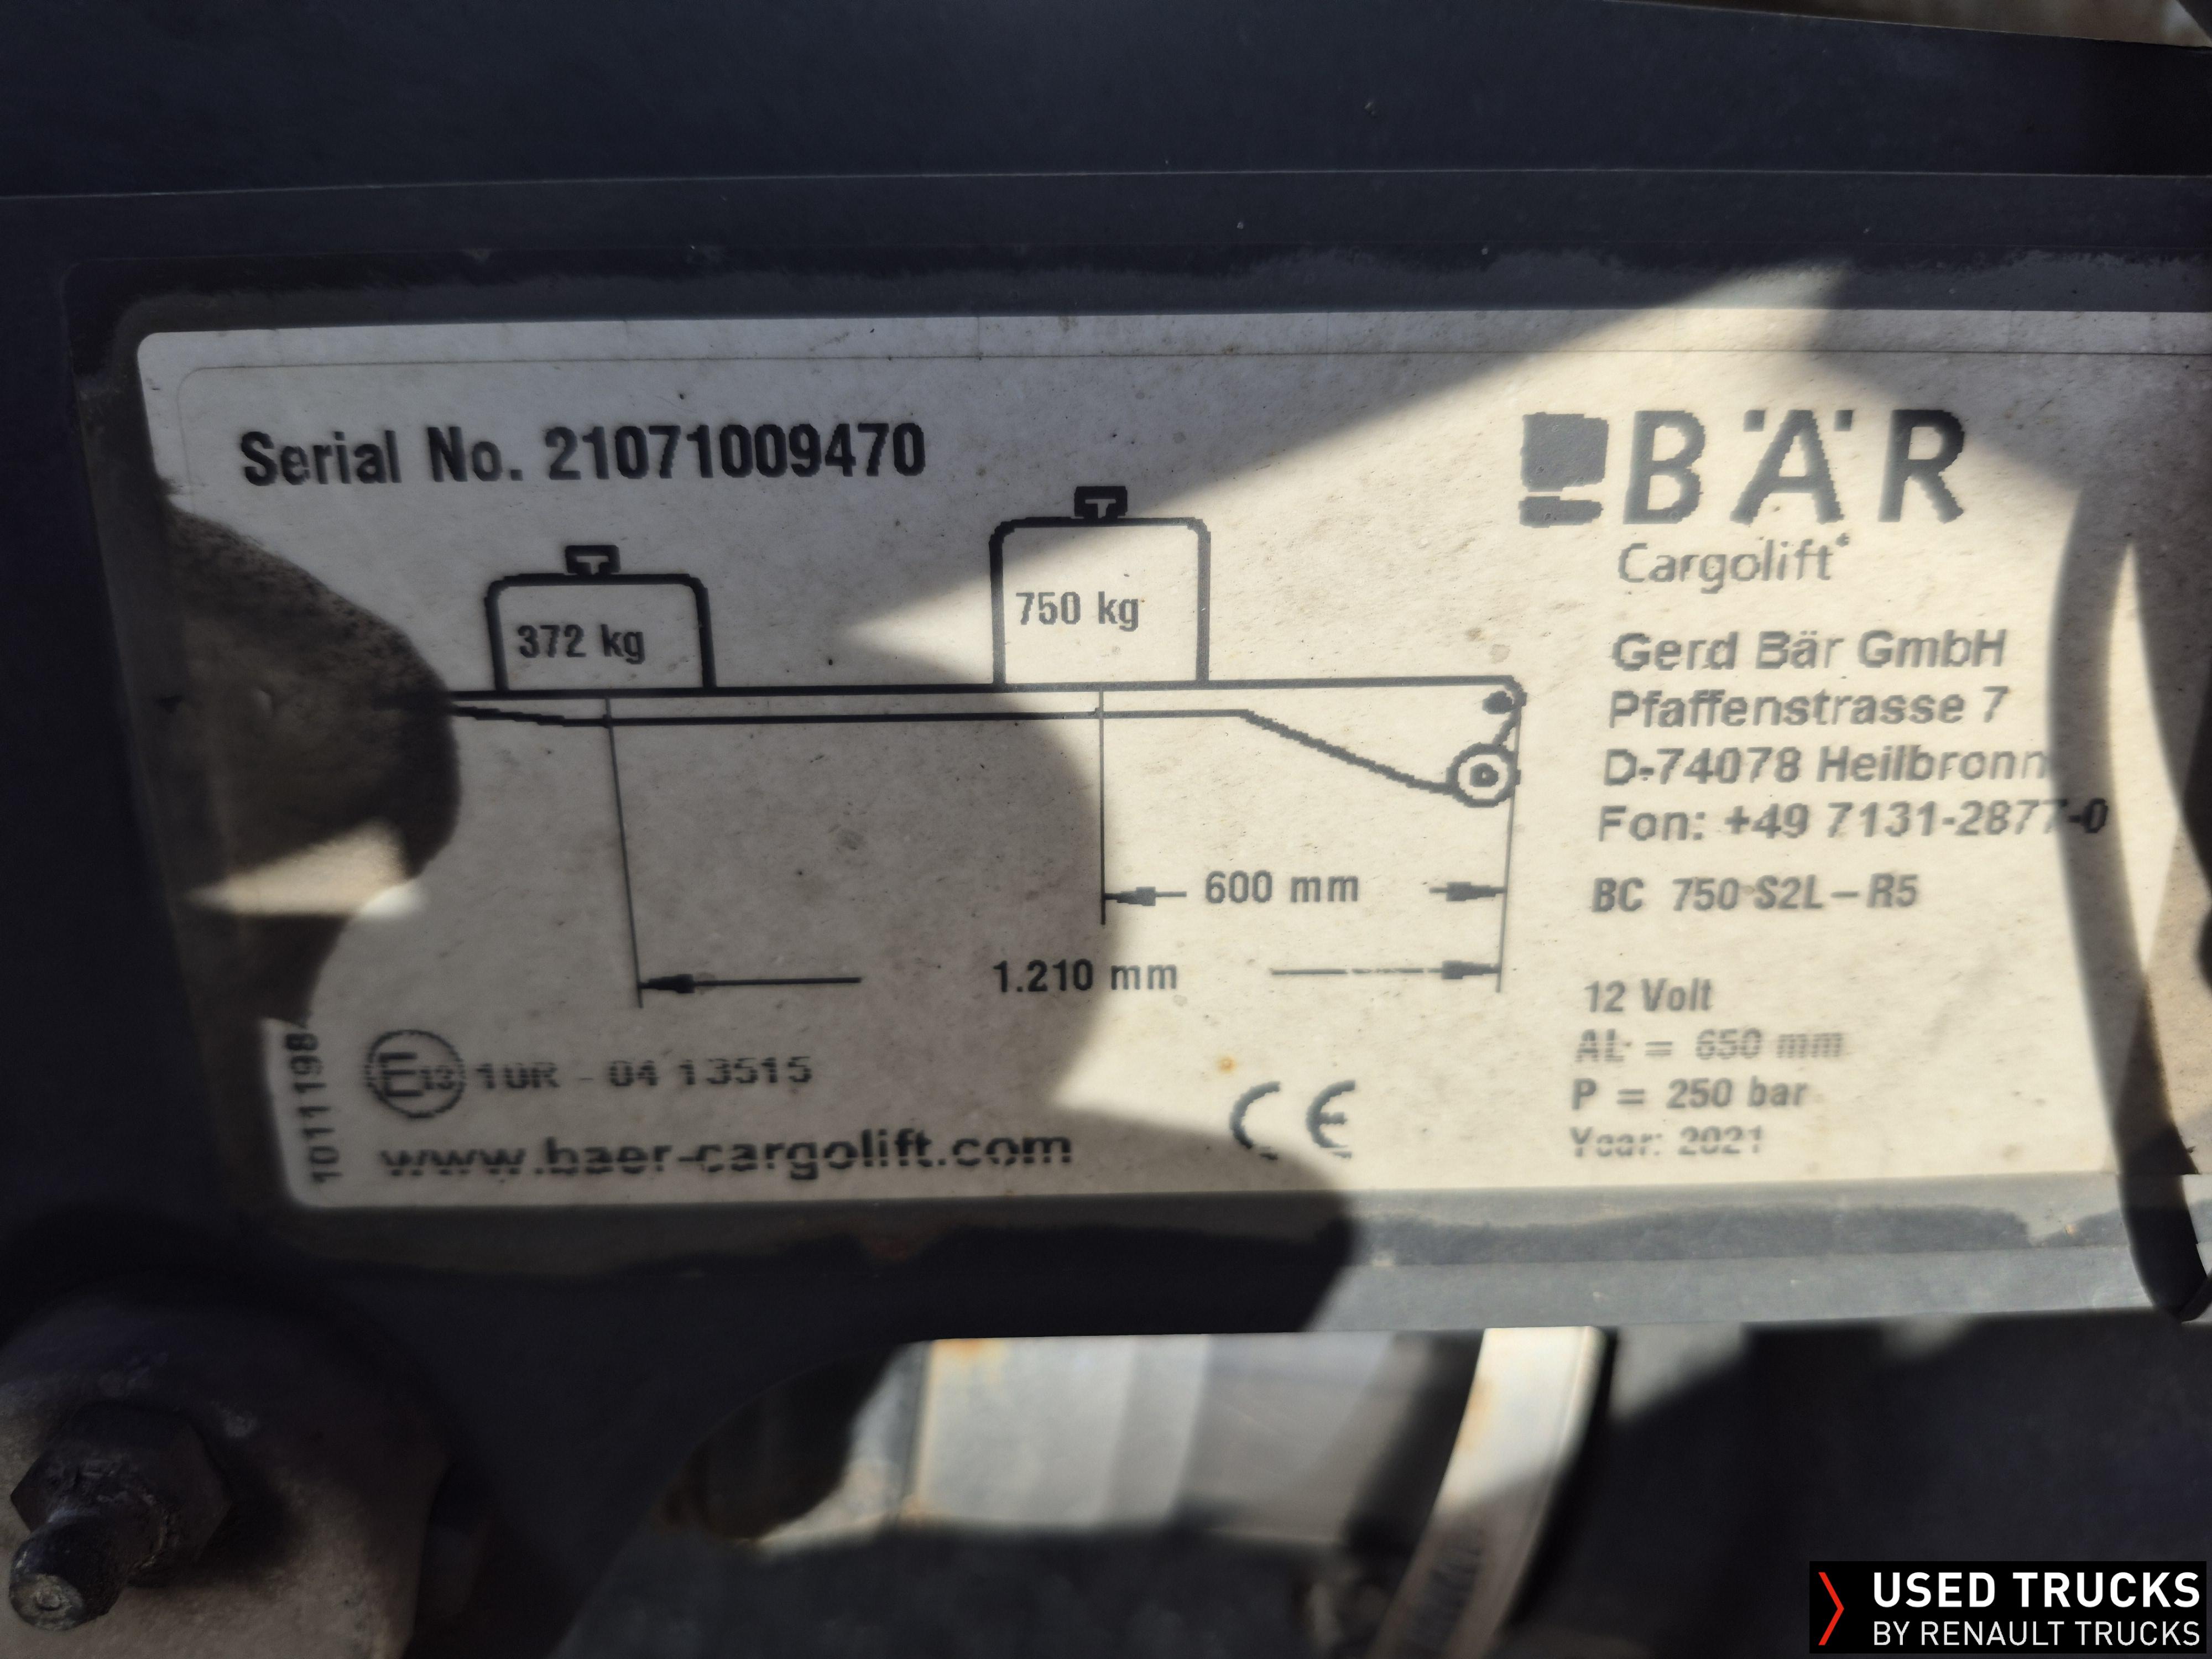 Serial No. 21071009470
BÄR
Cargolift
372 kg
750 kg
Gerd Bär GmbH
Pfaffenstrasse 7
D-74078 Heilbronn
Fon: +49 7131-2877-0
600 mm
BC 750 S2L-R5
1.210 mm
12 Volt
AL = 650 mm
P = 250 bar
Year: 2021
E13 10R - 04 13515
CE
www.baer-cargolift.com
USED TRUCKS
BY RENAULT TRUCKS